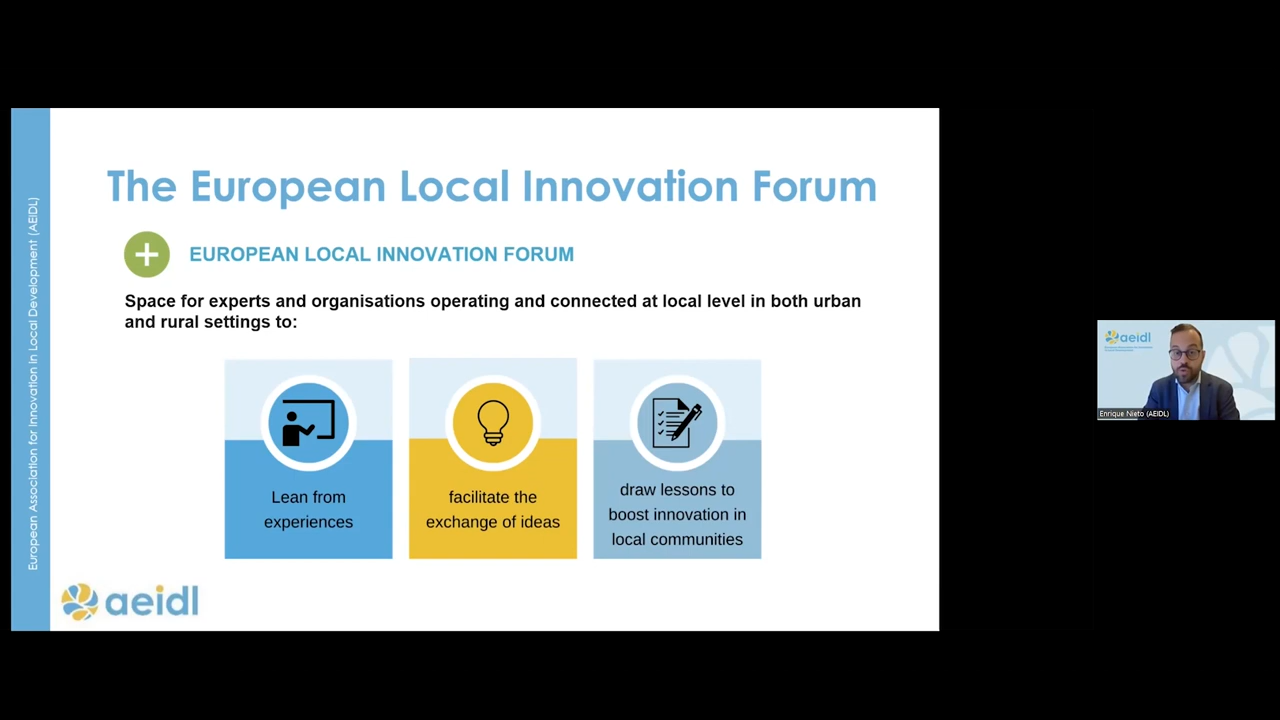 European Association for Innovation in Local Development (AEIDL)
The European Local Innovation Forum
EUROPEAN LOCAL INNOVATION FORUM
Space for experts and organisations operating and connected at local level in both urban
and rural settings to:
Lean from
experiences
facilitate the
exchange of ideas
draw lessons to
boost innovation in
local communities
aeidl
aeidl
Enrique Nieto (AEIDL)